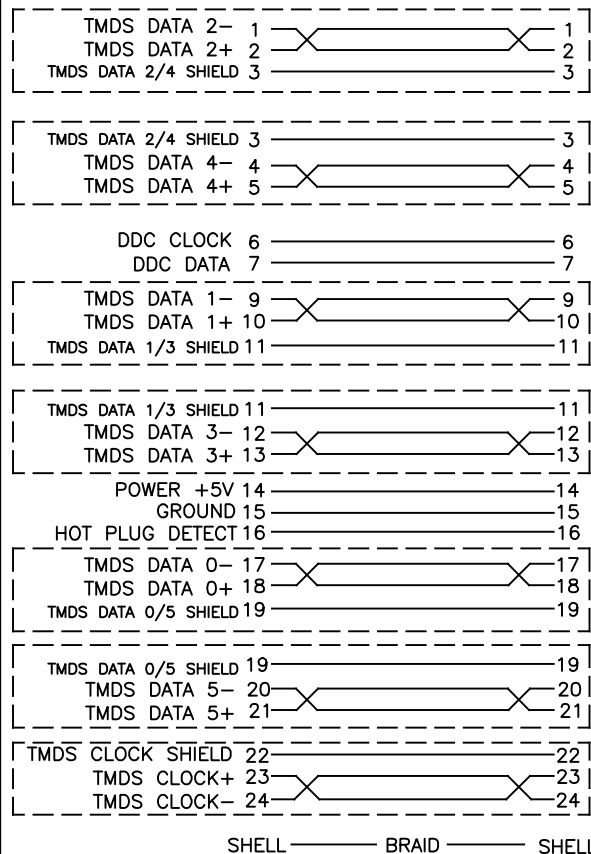 TMDS DATA 2- 1 1
TMDS DATA 2+ 2 2
TMDS DATA 2/4 SHIELD 3 3
TMDS DATA 2/4 SHIELD 3 3
TMDS DATA 4- 4 4
TMDS DATA 4+ 5 5
DDC CLOCK 6 6
DDC DATA 7 7
TMDS DATA 1- 9 9
TMDS DATA 1+ 10 10
TMDS DATA 1/3 SHIELD 11 11
TMDS DATA 1/3 SHIELD 11 11
TMDS DATA 3- 12 12
TMDS DATA 3+ 13 13
POWER +5V 14 14
GROUND 15 15
HOT PLUG DETECT 16 16
TMDS DATA 0- 17 17
TMDS DATA 0+ 18 18
TMDS DATA 0/5 SHIELD 19 19
TMDS DATA 0/5 SHIELD 19 19
TMDS DATA 5- 20 20
TMDS DATA 5+ 21 21
TMDS CLOCK SHIELD 22 22
TMDS CLOCK+ 23 23
TMDS CLOCK- 24 24
SHELL BRAID SHELL